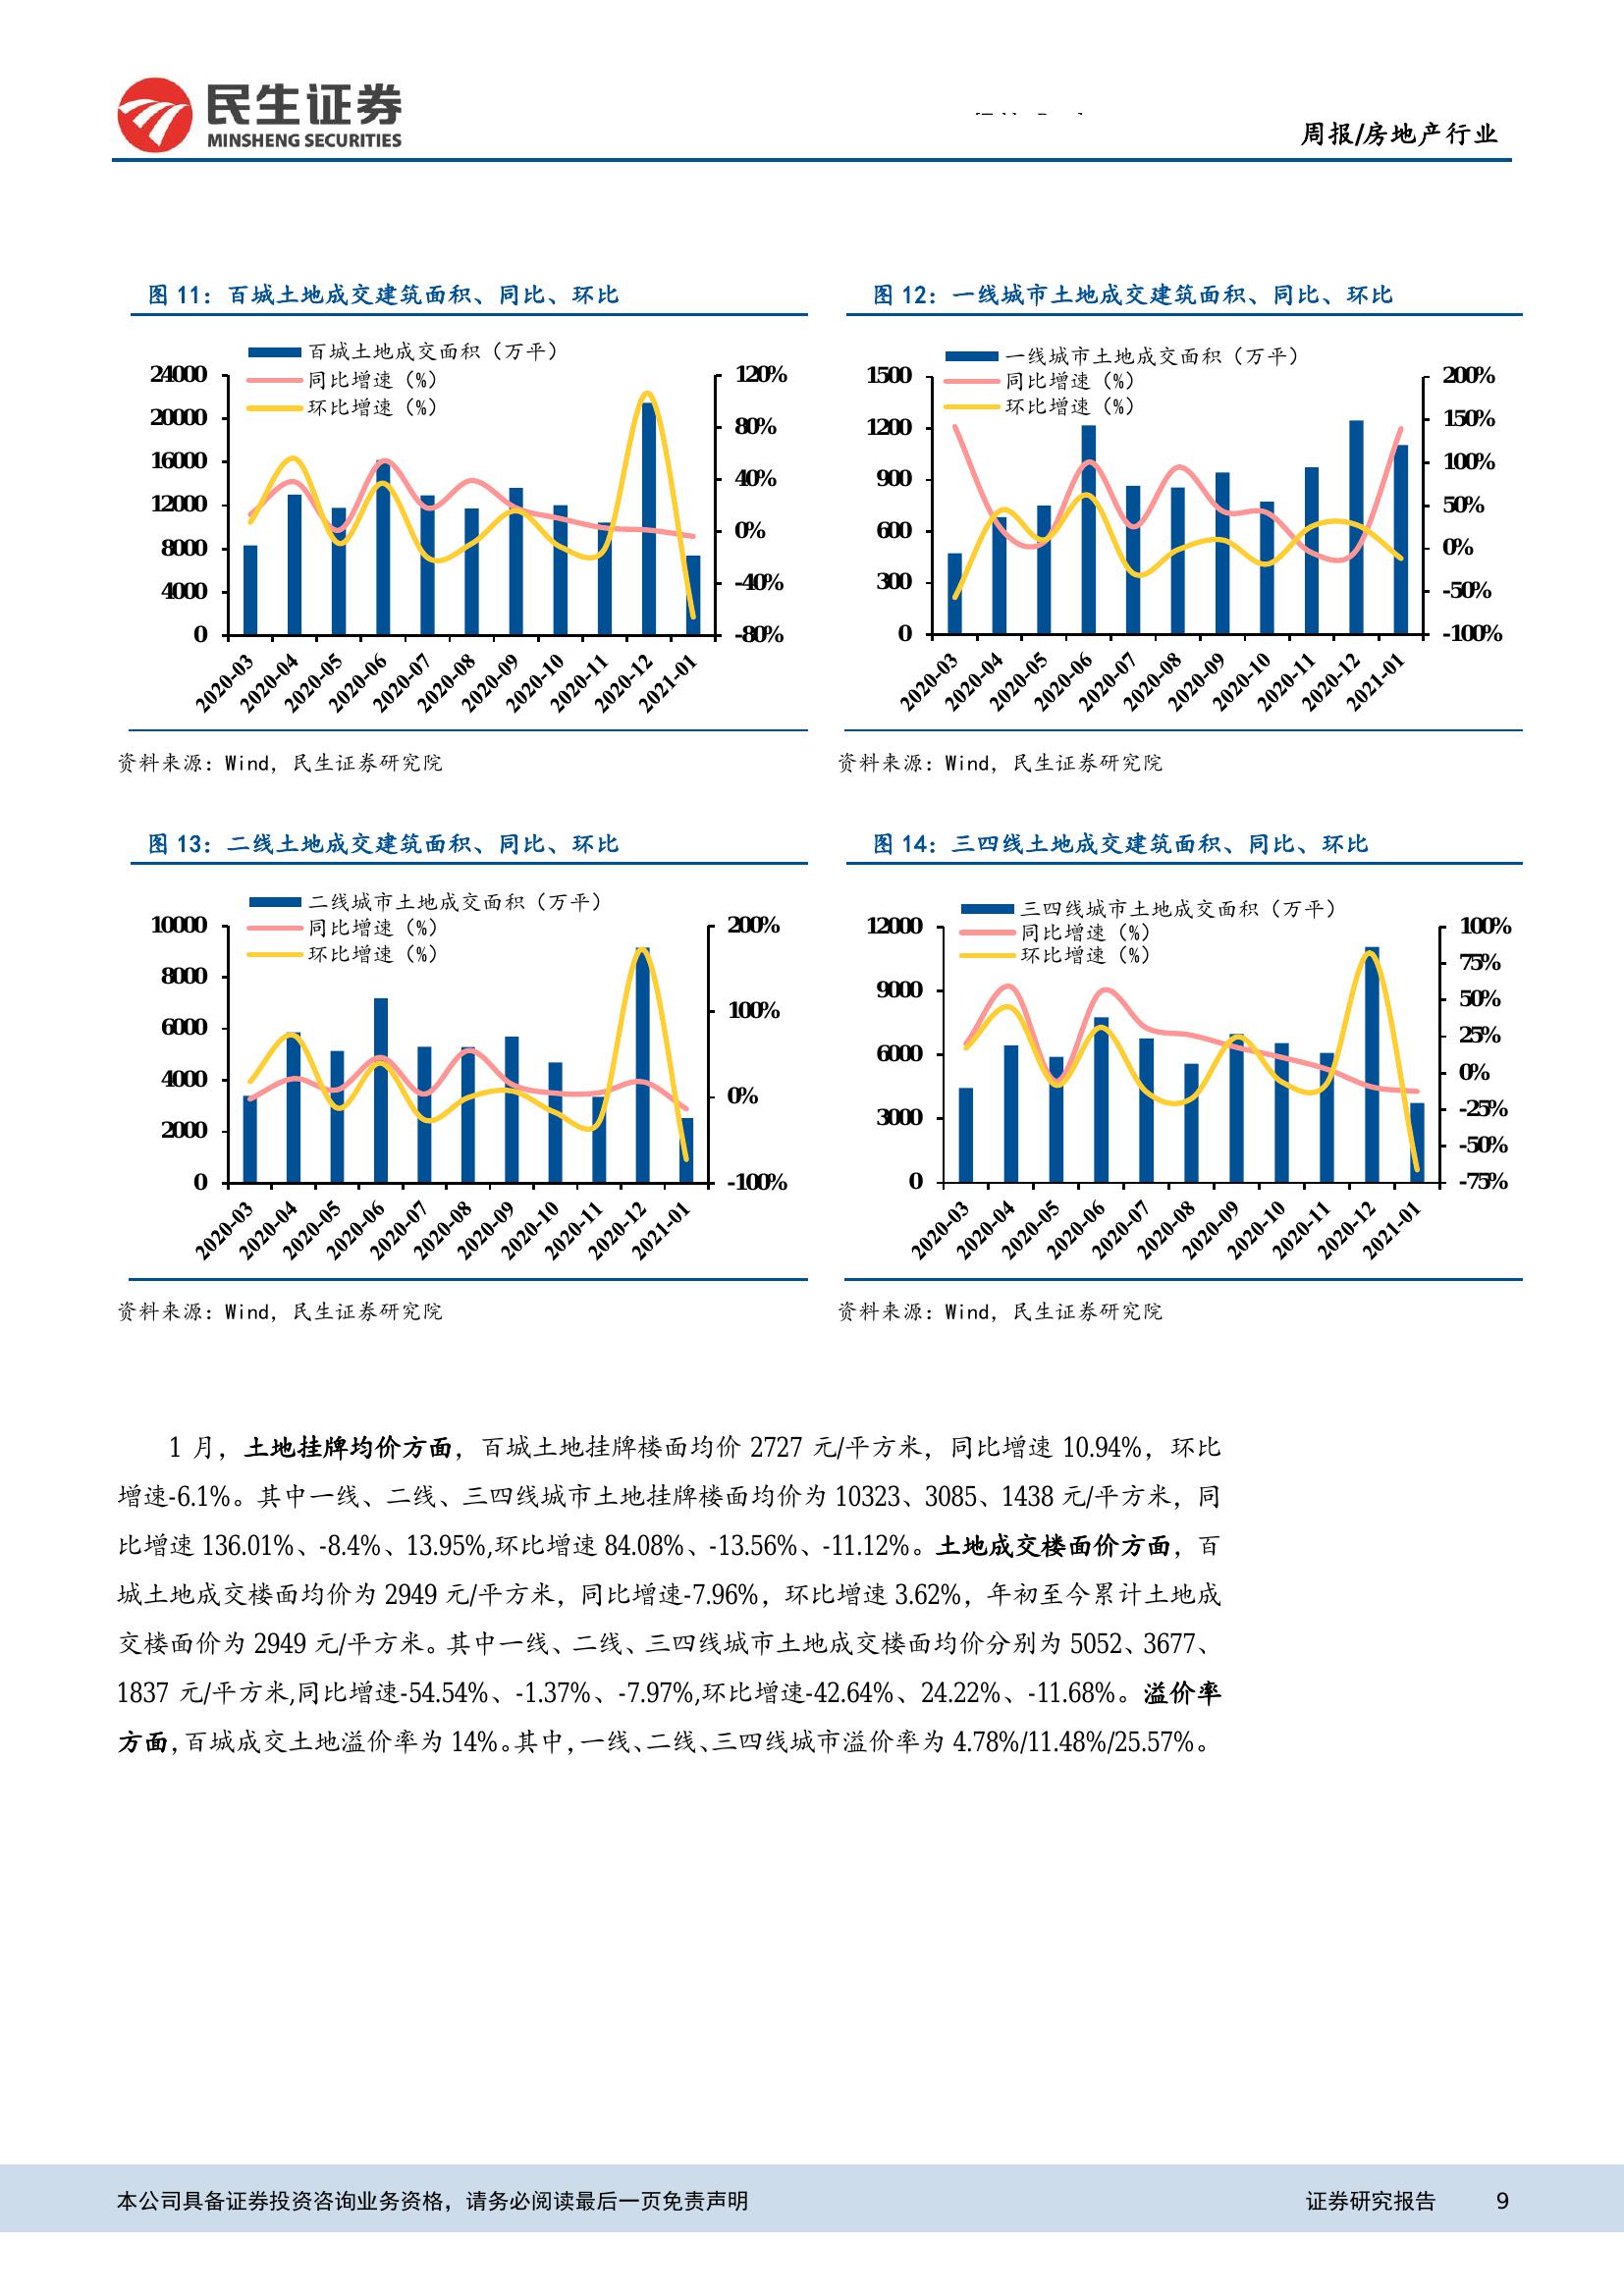 民生证券
MINSHENG SECURITIES
周报/房地产行业
图 11：百城土地成交建筑面积、同比、环比
百城土地成交面积（万平）
同比增速（%）
环比增速（%）
24000
20000
16000
12000
8000
4000
0
120%
80%
40%
0%
-40%
-80%
2020-03
2020-04
2020-05
2020-06
2020-07
2020-08
2020-09
2020-10
2020-11
2020-12
2021-01
资料来源：Wind，民生证券研究院
图 12：一线城市土地成交建筑面积、同比、环比
一线城市土地成交面积（万平）
同比增速（%）
环比增速（%）
1500
1200
900
600
300
0
200%
150%
100%
50%
0%
-50%
-100%
2020-03
2020-04
2020-05
2020-06
2020-07
2020-08
2020-09
2020-10
2020-11
2020-12
2021-01
资料来源：Wind，民生证券研究院
图 13：二线土地成交建筑面积、同比、环比
二线城市土地成交面积（万平）
同比增速（%）
环比增速（%）
10000
8000
6000
4000
2000
0
200%
100%
0%
-100%
2020-03
2020-04
2020-05
2020-06
2020-07
2020-08
2020-09
2020-10
2020-11
2020-12
2021-01
资料来源：Wind，民生证券研究院
图 14：三四线土地成交建筑面积、同比、环比
三四线城市土地成交面积（万平）
同比增速（%）
环比增速（%）
12000
9000
6000
3000
0
100%
75%
50%
25%
0%
-25%
-50%
-75%
2020-03
2020-04
2020-05
2020-06
2020-07
2020-08
2020-09
2020-10
2020-11
2020-12
2021-01
资料来源：Wind，民生证券研究院
1 月，土地挂牌均价方面，百城土地挂牌楼面均价 2727 元/平方米，同比增速 10.94%，环比
增速-6.1%。其中一线、二线、三四线城市土地挂牌楼面均价为 10323、3085、1438 元/平方米，同
比增速 136.01%、-8.4%、13.95%,环比增速 84.08%、-13.56%、-11.12%。土地成交楼面价方面，百
城土地成交楼面均价为 2949 元/平方米，同比增速-7.96%，环比增速 3.62%，年初至今累计土地成
交楼面价为 2949 元/平方米。其中一线、二线、三四线城市土地成交楼面均价分别为 5052、3677、
1837 元/平方米,同比增速-54.54%、-1.37%、-7.97%,环比增速-42.64%、24.22%、-11.68%。溢价率
方面，百城成交土地溢价率为 14%。其中，一线、二线、三四线城市溢价率为 4.78%/11.48%/25.57%。
本公司具备证券投资咨询业务资格，请务必阅读最后一页免责声明
证券研究报告 9